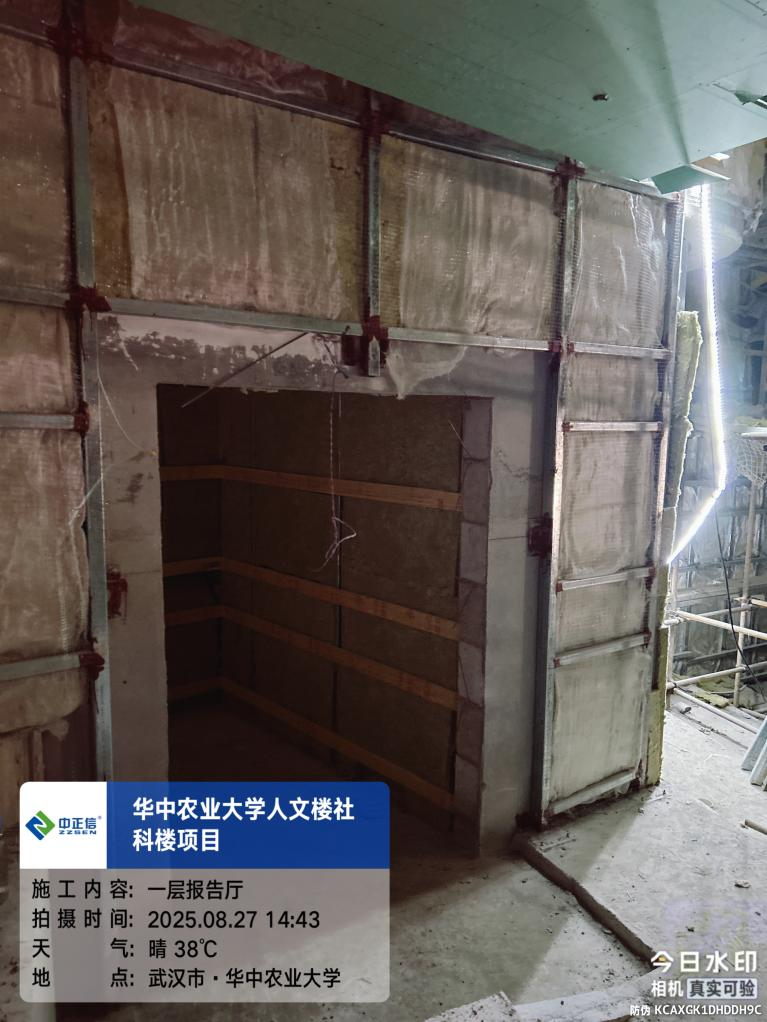 中正信®
ZZSEN
华中农业大学人文楼社
科楼项目
施工内容: 一层报告厅
拍摄时间: 2025.08.27 14:43
天气: 晴 38℃
地点: 武汉市·华中农业大学
今日水印
相机 真实可验
防伪 KCAXGK1DHDDH9C